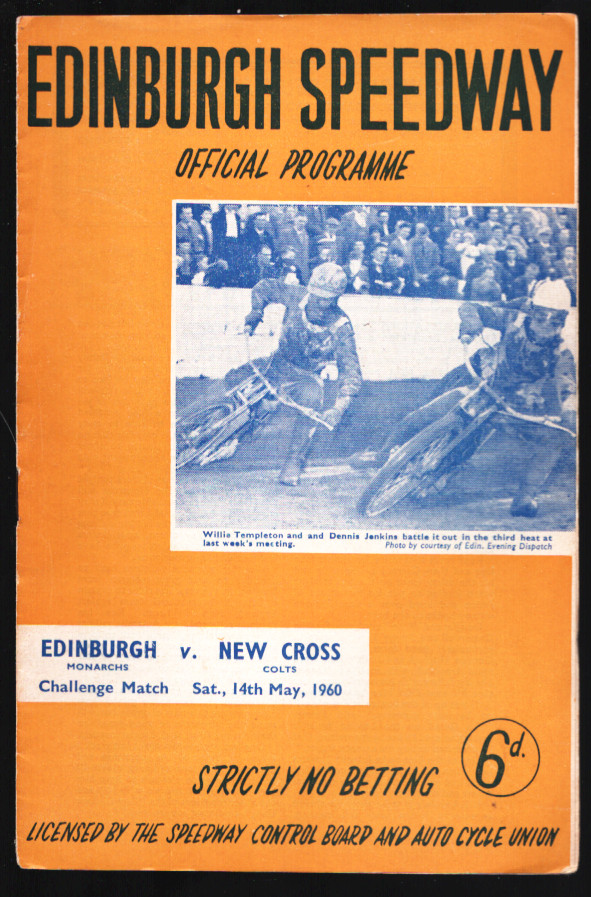 EDINBURGH SPEEDWAY
OFFICIAL PROGRAMME
Willie Templeton and and Dennis Jenkins battle it out in the third heat at
last week's meeting. Photo by courtesy of Edin. Evening Dispatch
EDINBURGH v. NEW CROSS
MONARCHS COLTS
Challenge Match Sat., 14th May, 1960
6d.
STRICTLY NO BETTING
LICENSED BY THE SPEEDWAY CONTROL BOARD AND AUTO CYCLE UNION